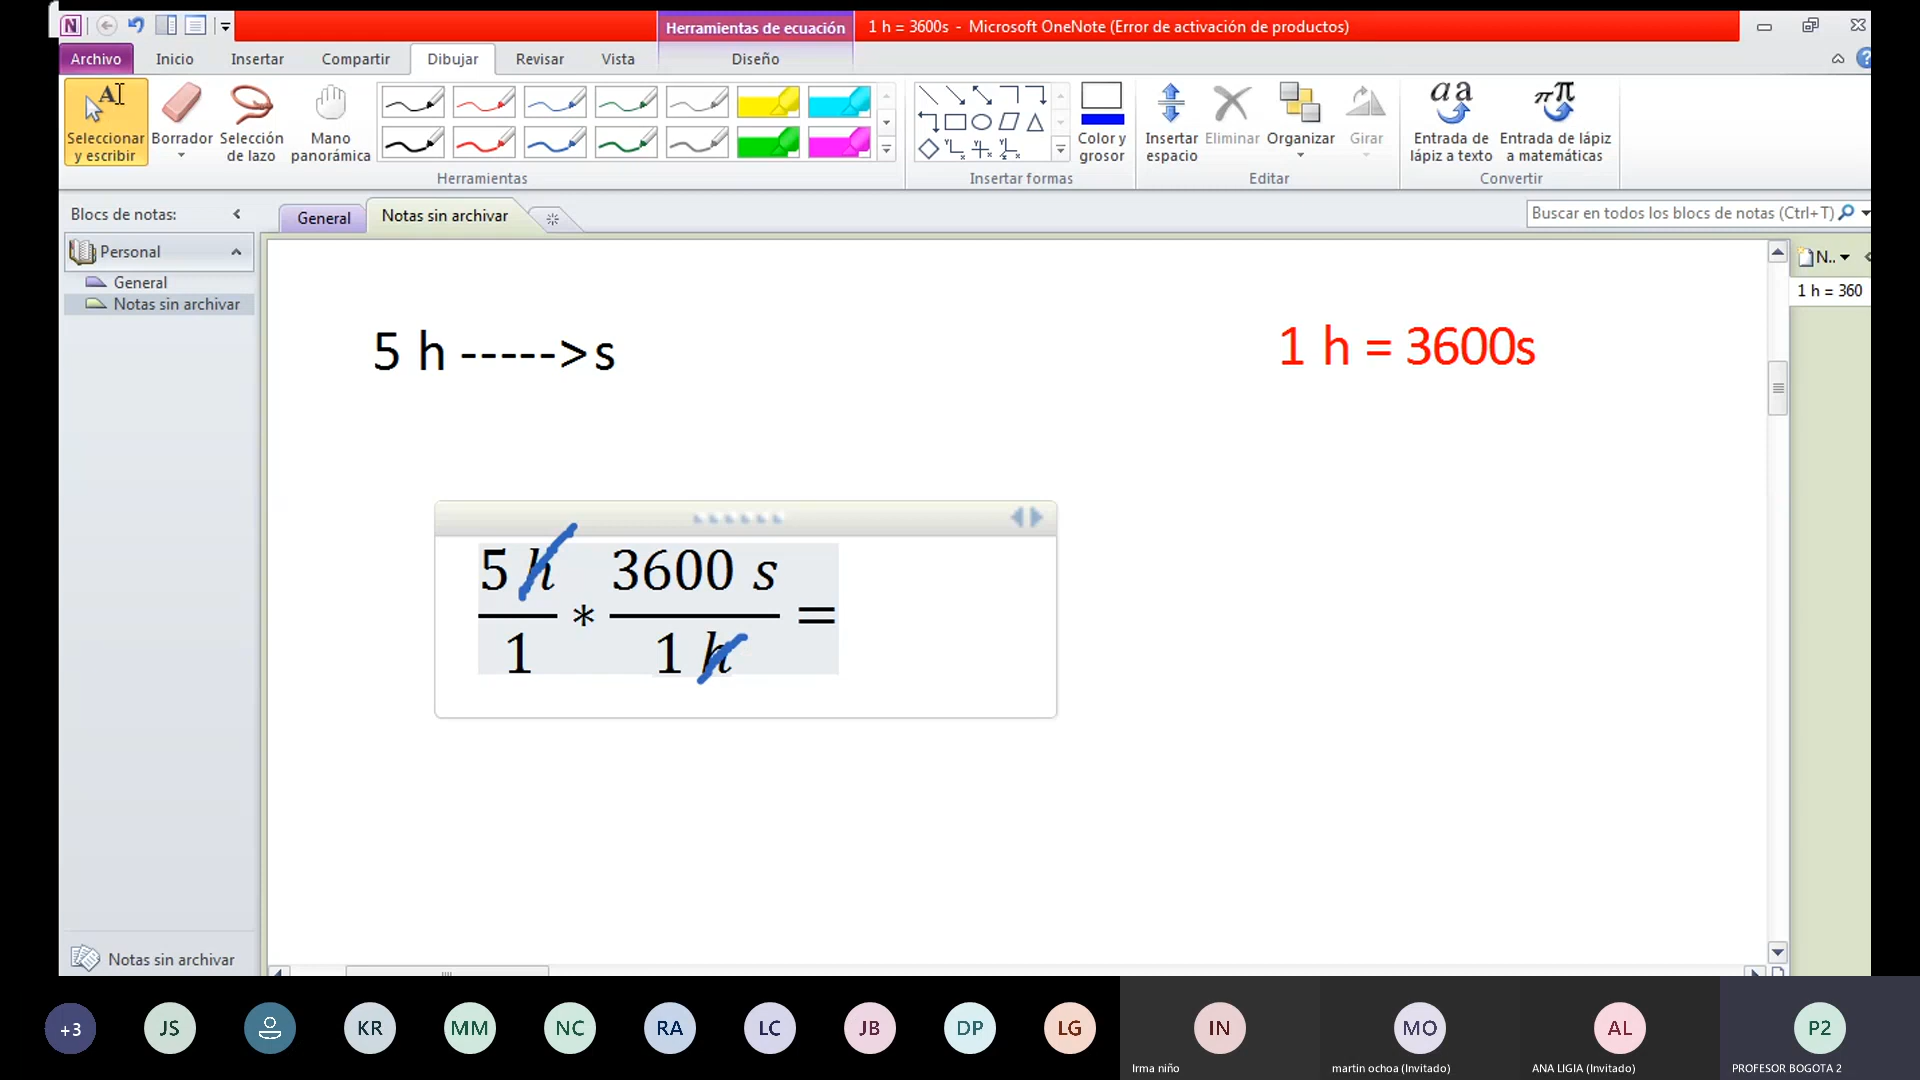 Herramientas de ecuación
1 h = 3600s - Microsoft OneNote (Error de activación de productos)
Archivo Inicio Insertar Compartir Dibujar Revisar Vista Diseño
Seleccionar y escribir
Borrador
Selección de lazo
Mano panorámica
Herramientas
Insertar formas
Color y grosor
Insertar espacio
Eliminar
Organizar
Girar
Editar
Entrada de lápiz a texto
Entrada de lápiz a matemáticas
Convertir
Blocs de notas:
General
Notas sin archivar
Buscar en todos los blocs de notas (Ctrl+T)
Personal
General
Notas sin archivar
N..
1 h = 360
5 h ----->s
1 h = 3600s
5 h 3600 s
* =
1 1 h
Notas sin archivar
+3 JS KR MM NC RA LC JB DP LG IN MO AL P2
Irma niño martin ochoa (Invitado) ANA LIGIA (Invitado) PROFESOR BOGOTA 2